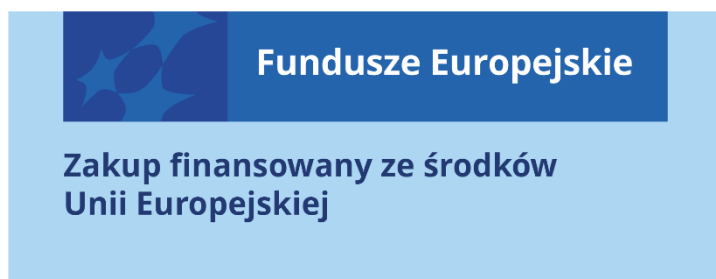 Fundusze Europejskie
Zakup finansowany ze środków
Unii Europejskiej